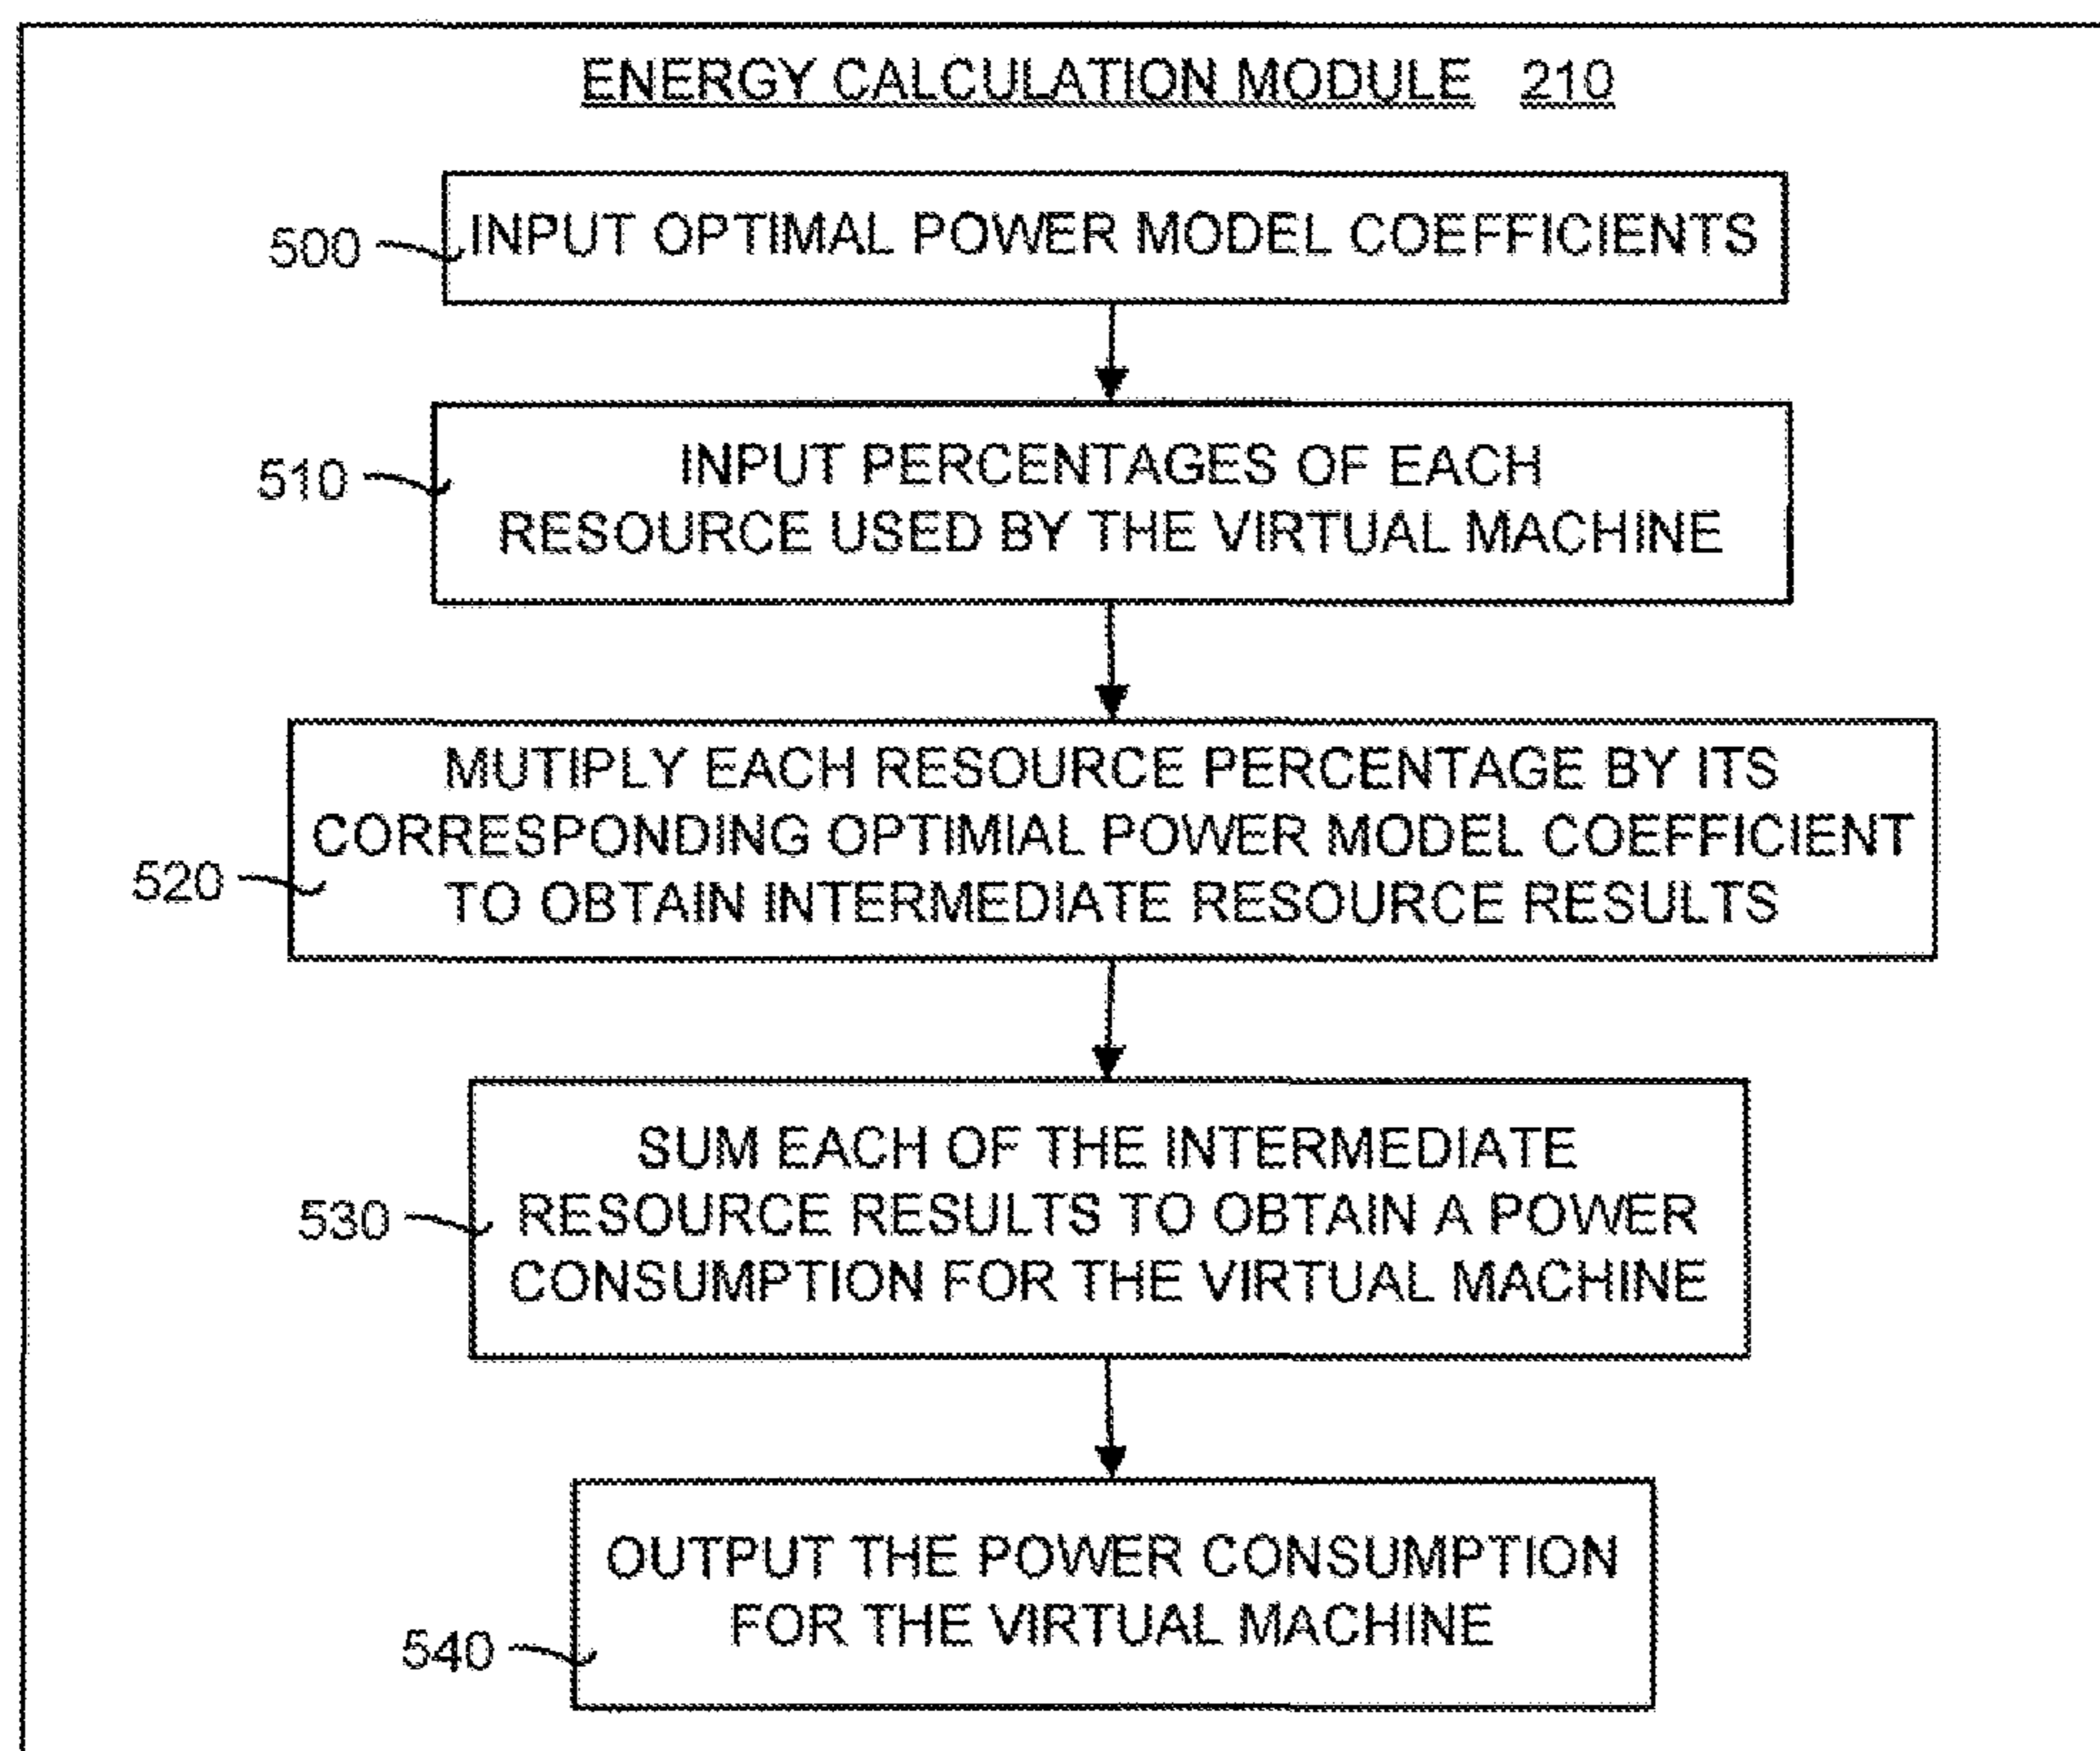 ENERGY CALCULATION MODULE 210
500
INPUT OPTIMAL POWER MODEL COEFFICIENTS
510
INPUT PERCENTAGES OF EACH
RESOURCE USED BY THE VIRTUAL MACHINE
520
MUTIPLY EACH RESOURCE PERCENTAGE BY ITS
CORRESPONDING OPTIMIAL POWER MODEL COEFFICIENT
TO OBTAIN INTERMEDIATE RESOURCE RESULTS
530
SUM EACH OF THE INTERMEDIATE
RESOURCE RESULTS TO OBTAIN A POWER
CONSUMPTION FOR THE VIRTUAL MACHINE
540
OUTPUT THE POWER CONSUMPTION
FOR THE VIRTUAL MACHINE